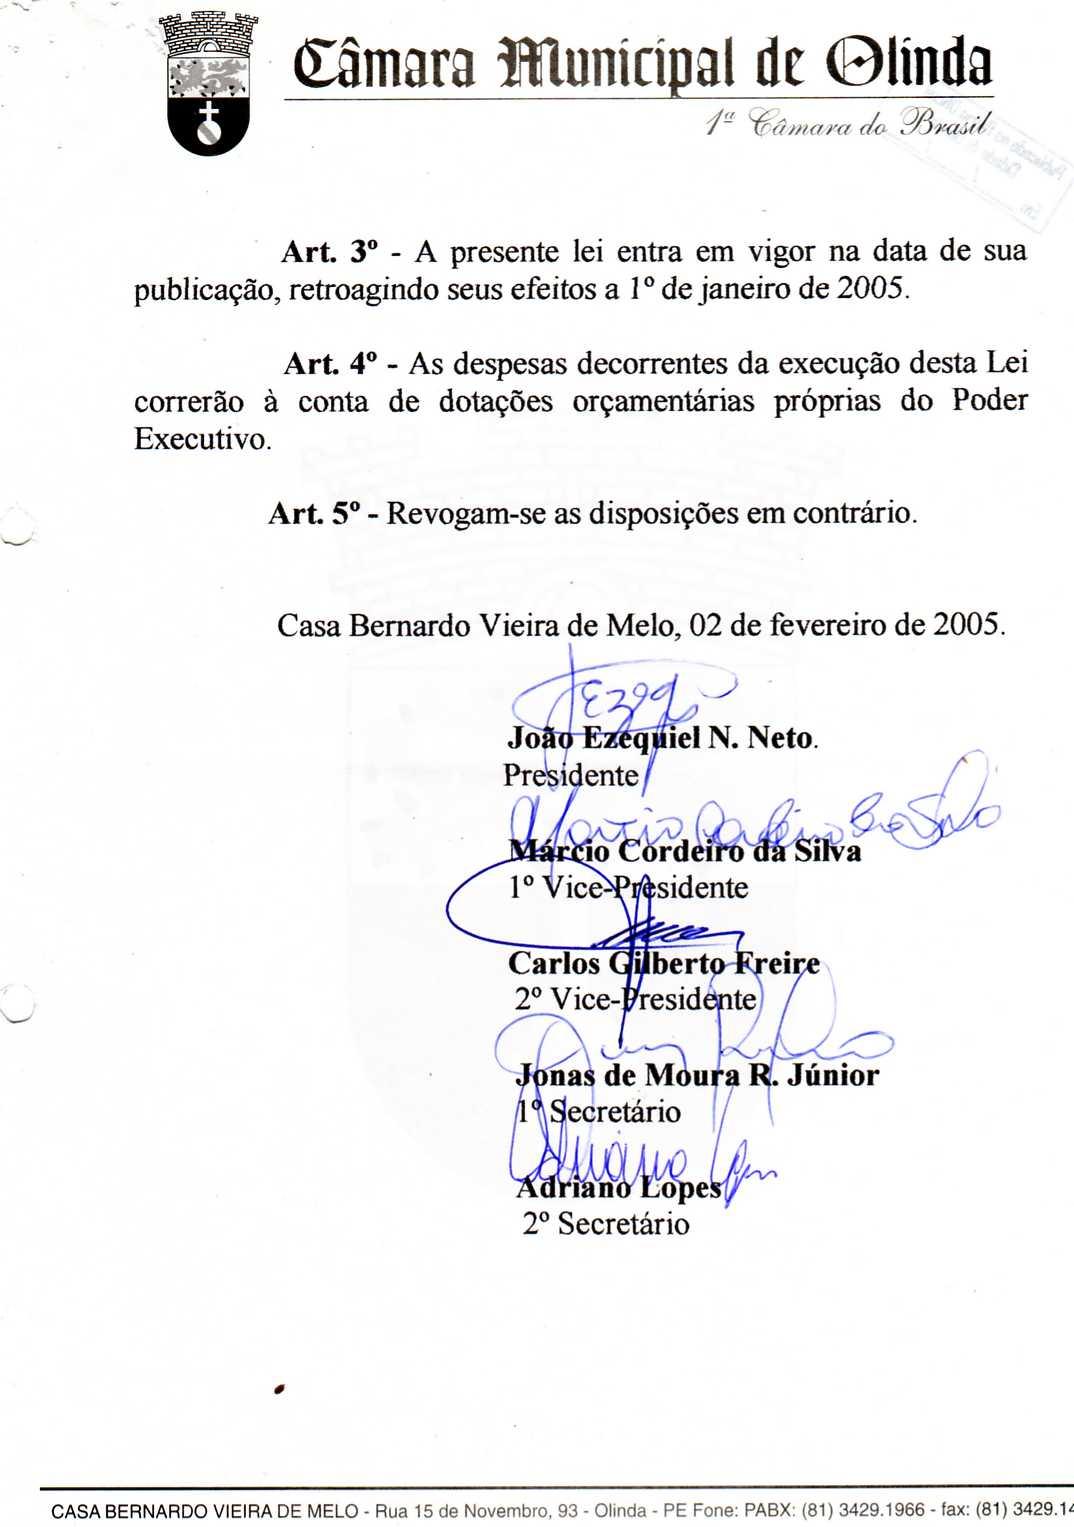 Câmara Municipal de Olinda
1ª Câmara do Brasil
Art. 3º - A presente lei entra em vigor na data de sua
publicação, retroagindo seus efeitos a 1º de janeiro de 2005.
Art. 4º - As despesas decorrentes da execução desta Lei
correrão à conta de dotações orçamentárias próprias do Poder
Executivo.
Art. 5º - Revogam-se as disposições em contrário.
Casa Bernardo Vieira de Melo, 02 de fevereiro de 2005.
João Ezequiel N. Neto.
Presidente
Márcio Cordeiro da Silva
1º Vice-Presidente
Carlos Gilberto Freire
2º Vice-Presidente
Jonas de Moura R. Júnior
1º Secretário
Adriano Lopes
2º Secretário
CASA BERNARDO VIEIRA DE MELO - Rua 15 de Novembro, 93 - Olinda - PE Fone: PABX: (81) 3429.1966 - fax: (81) 3429.14